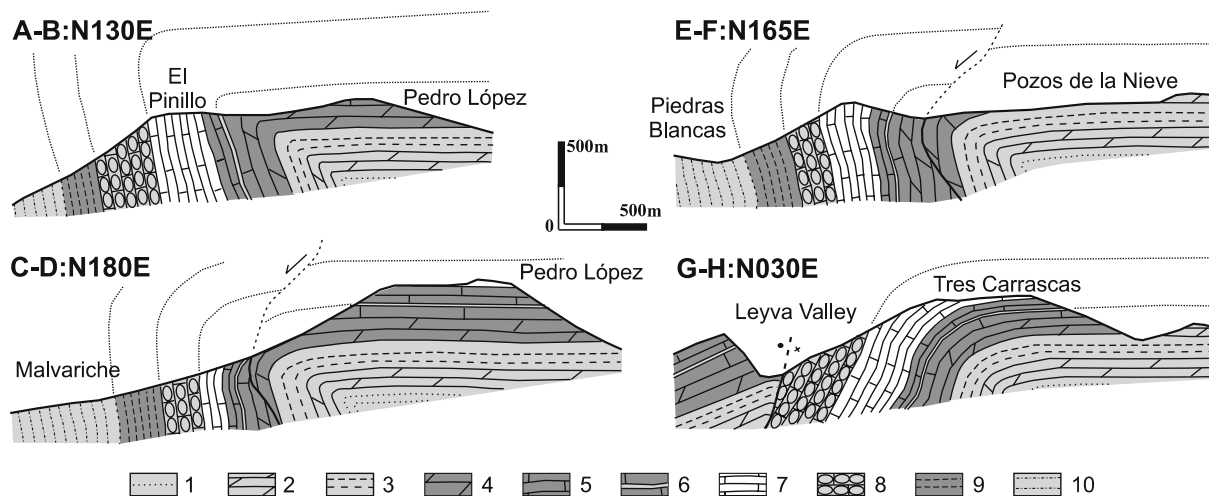 A-B:N130E
El
Pinillo
Pedro López
E-F:N165E
Piedras
Blancas
Pozos de la Nieve
500m
0
500m
C-D:N180E
Malvariche
Pedro López
G-H:N030E
Leyva Valley
Tres Carrascas
1 2 3 4 5 6 7 8 9 10